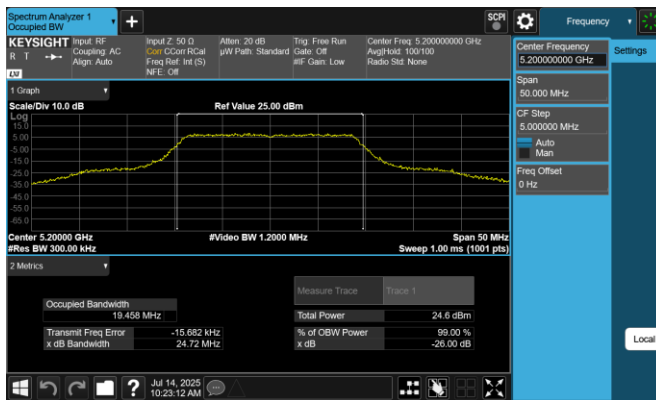 Spectrum Analyzer 1
Occupied BW
SCPI
Frequency
KEYSIGHT
R T
LXI
Input: RF
Coupling: AC
Align: Auto
Input Z: 50 Ω
Corr CCorr RCal
Freq Ref: Int (S)
NFE: Off
Atten: 20 dB
µW Path: Standard
Trig: Free Run
Gate: Off
#IF Gain: Low
Center Freq: 5.200000000 GHz
Avg|Hold: 100/100
Radio Std: None
Center Frequency
5.200000000 GHz
Settings
Span
50.000 MHz
CF Step
5.000000 MHz
Auto
Man
Freq Offset
0 Hz
Local
1 Graph
Scale/Div 10.0 dB
Ref Value 25.00 dBm
Log
15.0
5.00
-5.00
-15.0
-25.0
-35.0
-45.0
-55.0
-65.0
Center 5.20000 GHz
#Video BW 1.2000 MHz
Span 50 MHz
#Res BW 300.00 kHz
Sweep 1.00 ms (1001 pts)
2 Metrics
Measure Trace
Trace 1
Occupied Bandwidth
19.458 MHz
Total Power
24.6 dBm
Transmit Freq Error
-15.682 kHz
% of OBW Power
99.00 %
x dB Bandwidth
24.72 MHz
x dB
-26.00 dB
?
Jul 14, 2025
10:23:12 AM